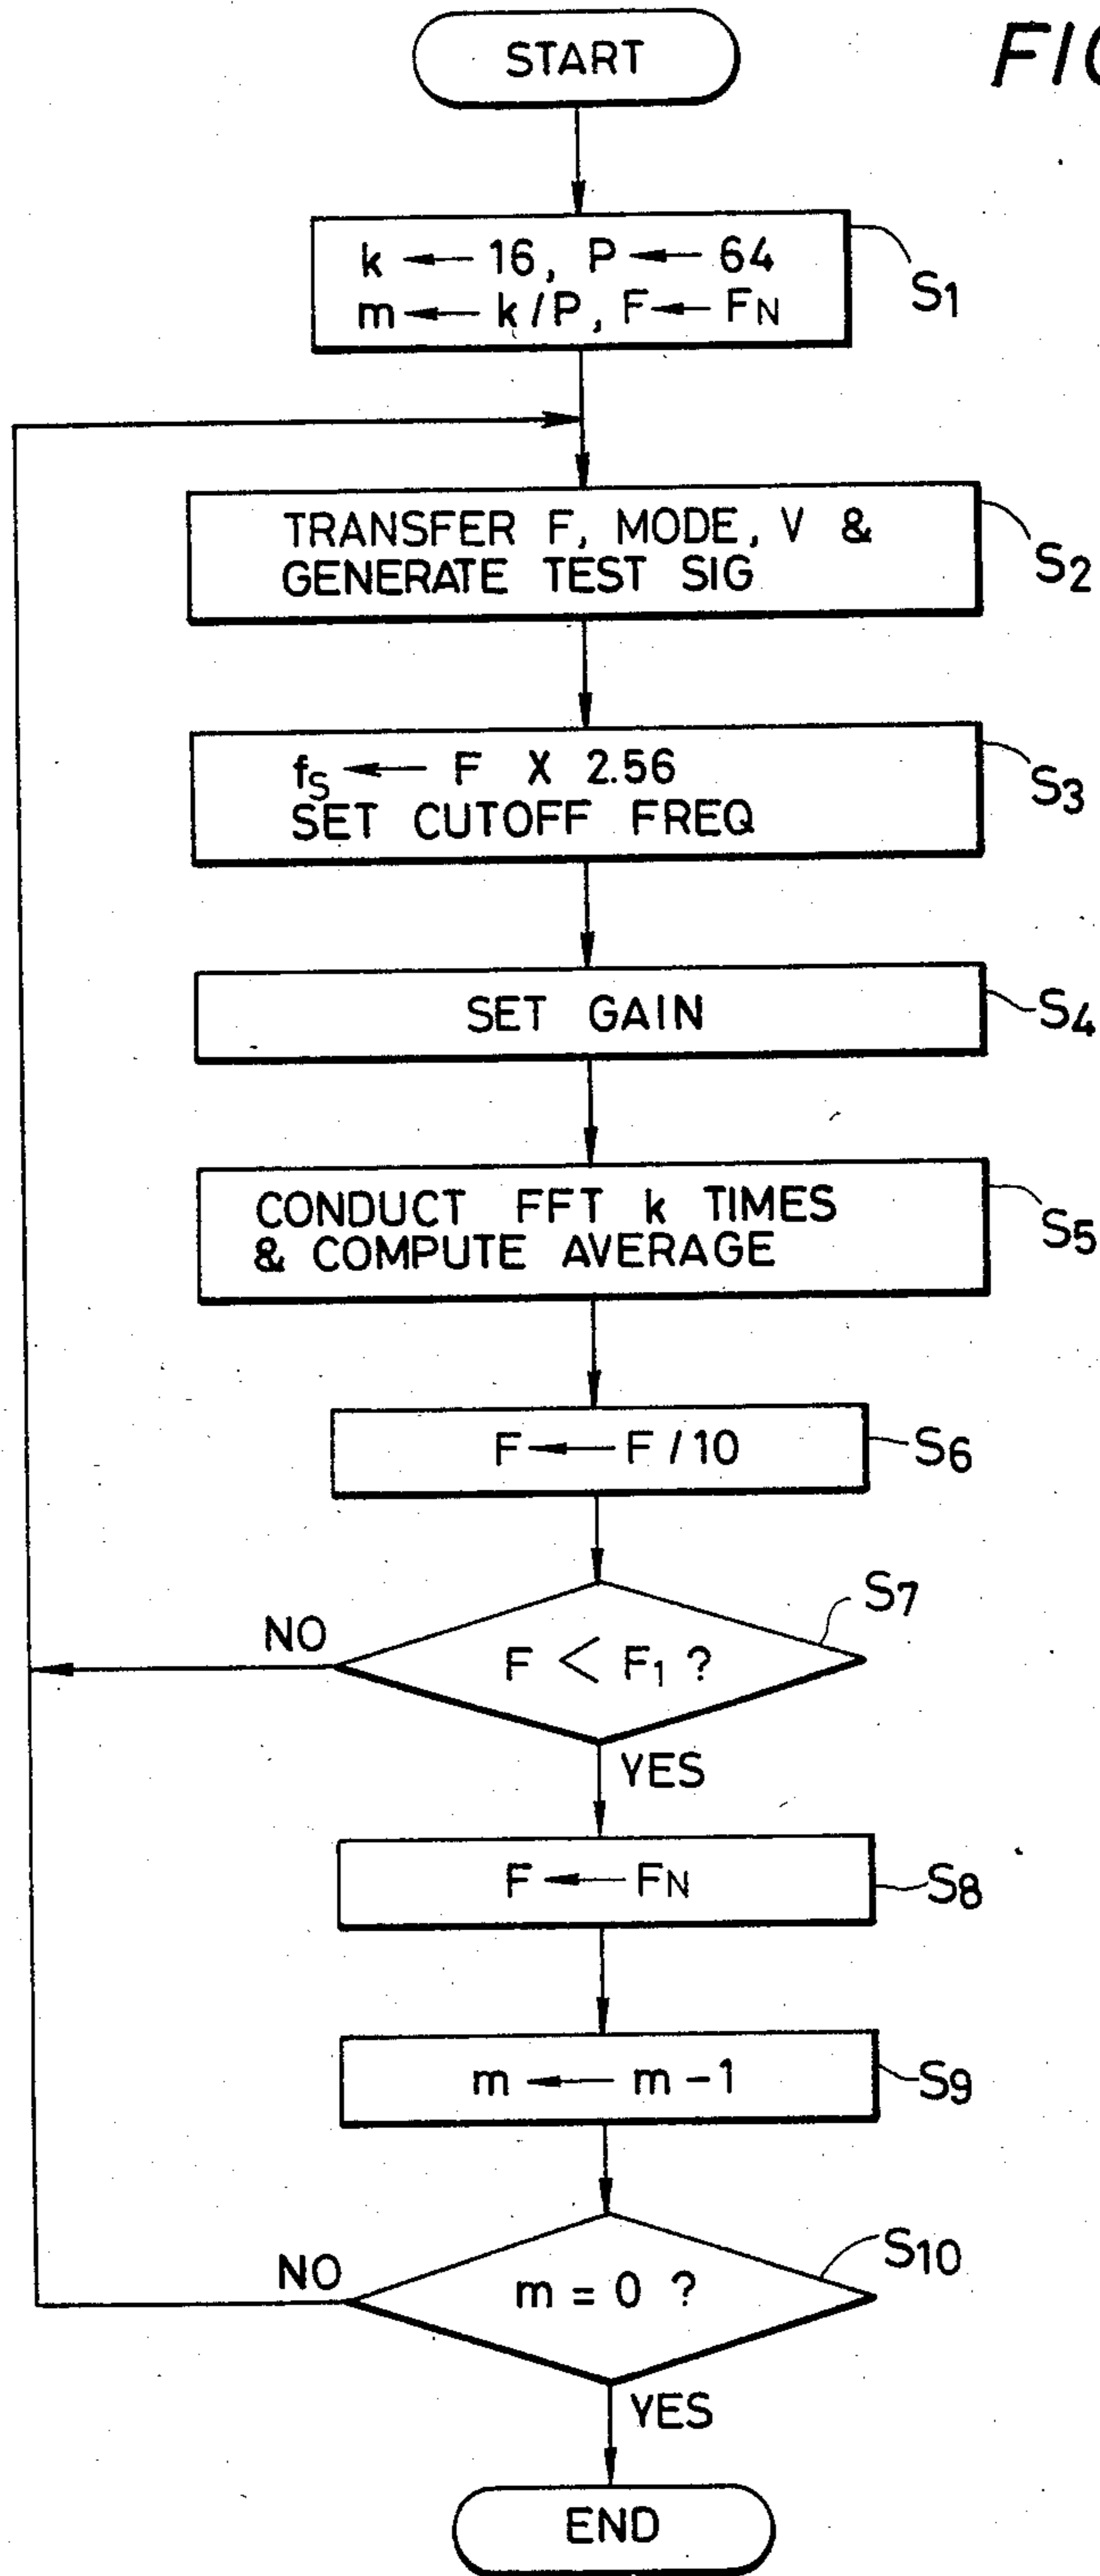 FIG
START
k ← 16, P ← 64
m ← k/P, F ← FN
S1
TRANSFER F, MODE, V &
GENERATE TEST SIG
S2
fS ← F X 2.56
SET CUTOFF FREQ
S3
SET GAIN
S4
CONDUCT FFT k TIMES
& COMPUTE AVERAGE
S5
F ← F / 10
S6
S7
NO
F < F1 ?
YES
F ← FN
S8
m ← m - 1
S9
S10
NO
m = 0 ?
YES
END